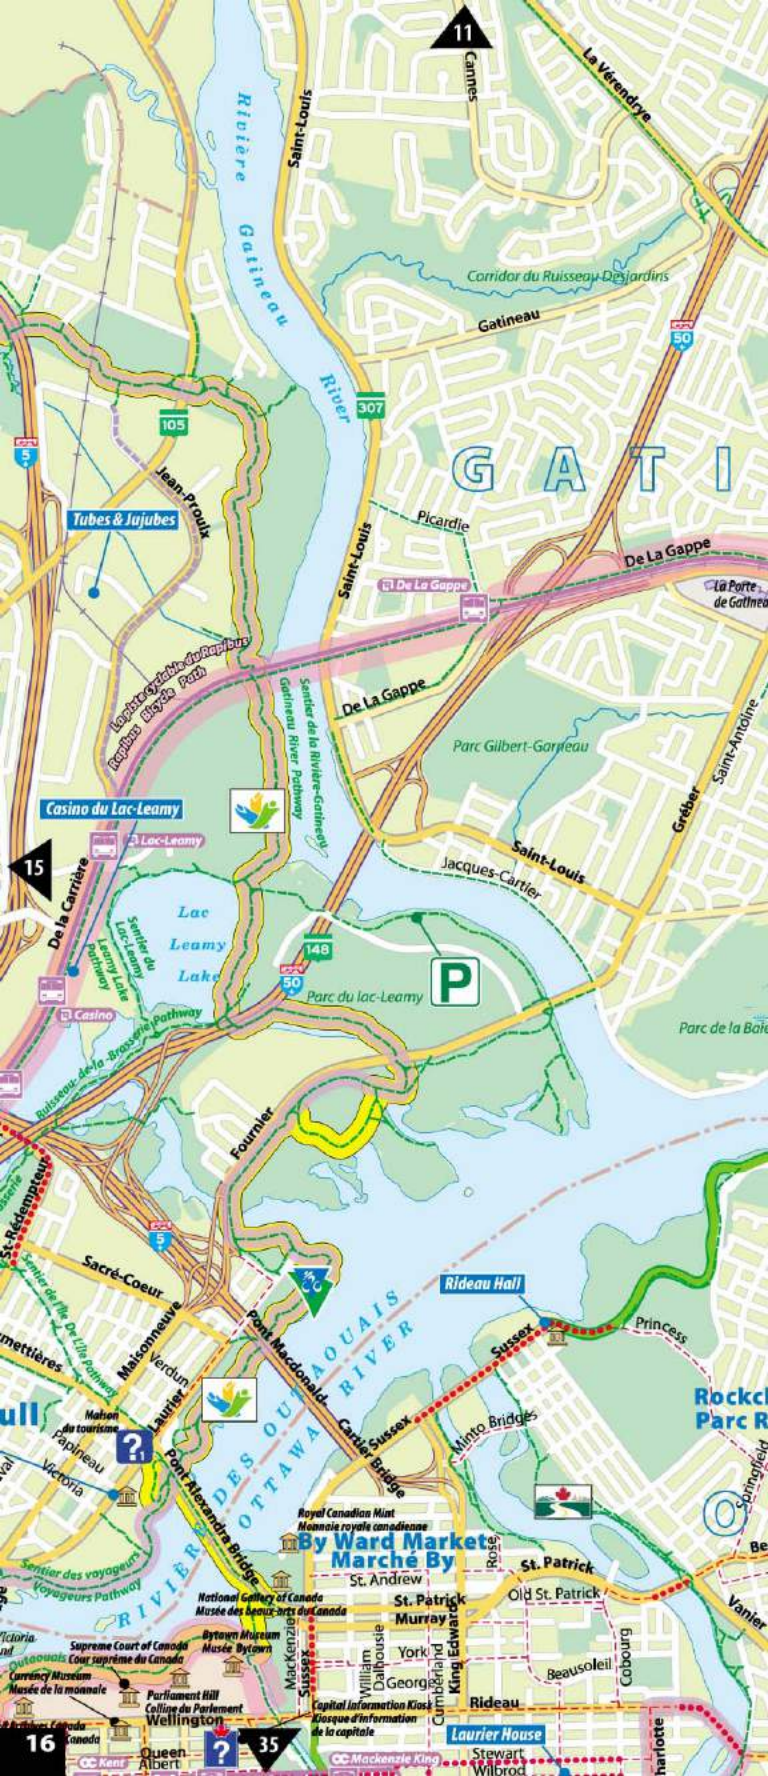 11
Cannes
La Vérendrye
Saint-Louis
Rivière
Gatineau
River
Corridor du Ruisseau Desjardins
Gatineau
50
307
105
5
GATI
Jean-Proulx
Tubes & Jujubes
Picardie
Saint-Louis
De La Gappe
De La Gappe
La Porte
de Gatinea
La piste cyclable du Rapibus
Rapibus Bicycle Path
De La Gappe
Sentier de la Rivière-Gatineau
Gatineau River Pathway
Parc Gilbert-Garneau
Saint-Antoine
Gréber
Casino du Lac-Leamy
Lac-Leamy
15
De la Carrière
Saint-Louis
Jacques-Cartier
Lac
Leamy
Lake
Sentier du
Lac-Leamy
Leamy Lake
Pathway
148
50
P
Parc du lac-Leamy
Casino
Parc de la Baie
Ruisseau-de-la-Brasserie Pathway
Fournier
St-Rédempteur
5
Sacré-Coeur
Sentier de l'Île De L'île Pathway
Maisonneuve
Verdun
Laurier
Pont Macdonald-Cartier Bridge
Rideau Hall
Princess
Sussex
Sussex
Minto Bridges
Rockcl
Parc R
Springfield
O
RIVIÈRE DES OUTAOUAIS
OTTAWA RIVER
ull
Maison
du tourisme
? 1
Papineau
Victoria
Pont Alexandra Bridge
Sentier des voyageurs
Voyageurs Pathway
Royal Canadian Mint
Monnaie royale canadienne
By Ward Market
Marché By
Rose
St. Andrew
St. Patrick
Old St. Patrick
St. Patrick
Murray
Be
Vanier
National Gallery of Canada
Musée des beaux-arts du Canada
Bytown Museum
Musée Bytown
Supreme Court of Canada
Cour suprême du Canada
Outaouais
Currency Museum
Musée de la monnaie
Parliament Hill
Colline du Parlement
Wellington
MacKenzie
Sussex
William
Dalhousie
York
George
Cumberland
King Edward
Beausoleil
Cobourg
Rideau
Capital Information Kiosk
Kiosque d'information
de la capitale
Laurier House
harlotte
16
Kent
Queen
Albert
?
35
Mackenzie King
Stewart
Wilbrod